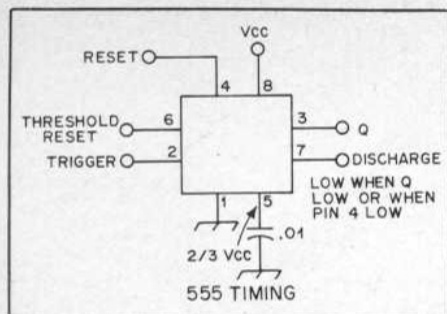 Vcc
RESET
4
8
THRESHOLD
RESET
6
3
Q
TRIGGER
2
7
DISCHARGE
LOW WHEN Q
LOW OR WHEN
PIN 4 LOW
1
5
.01
2/3 Vcc
555 TIMING